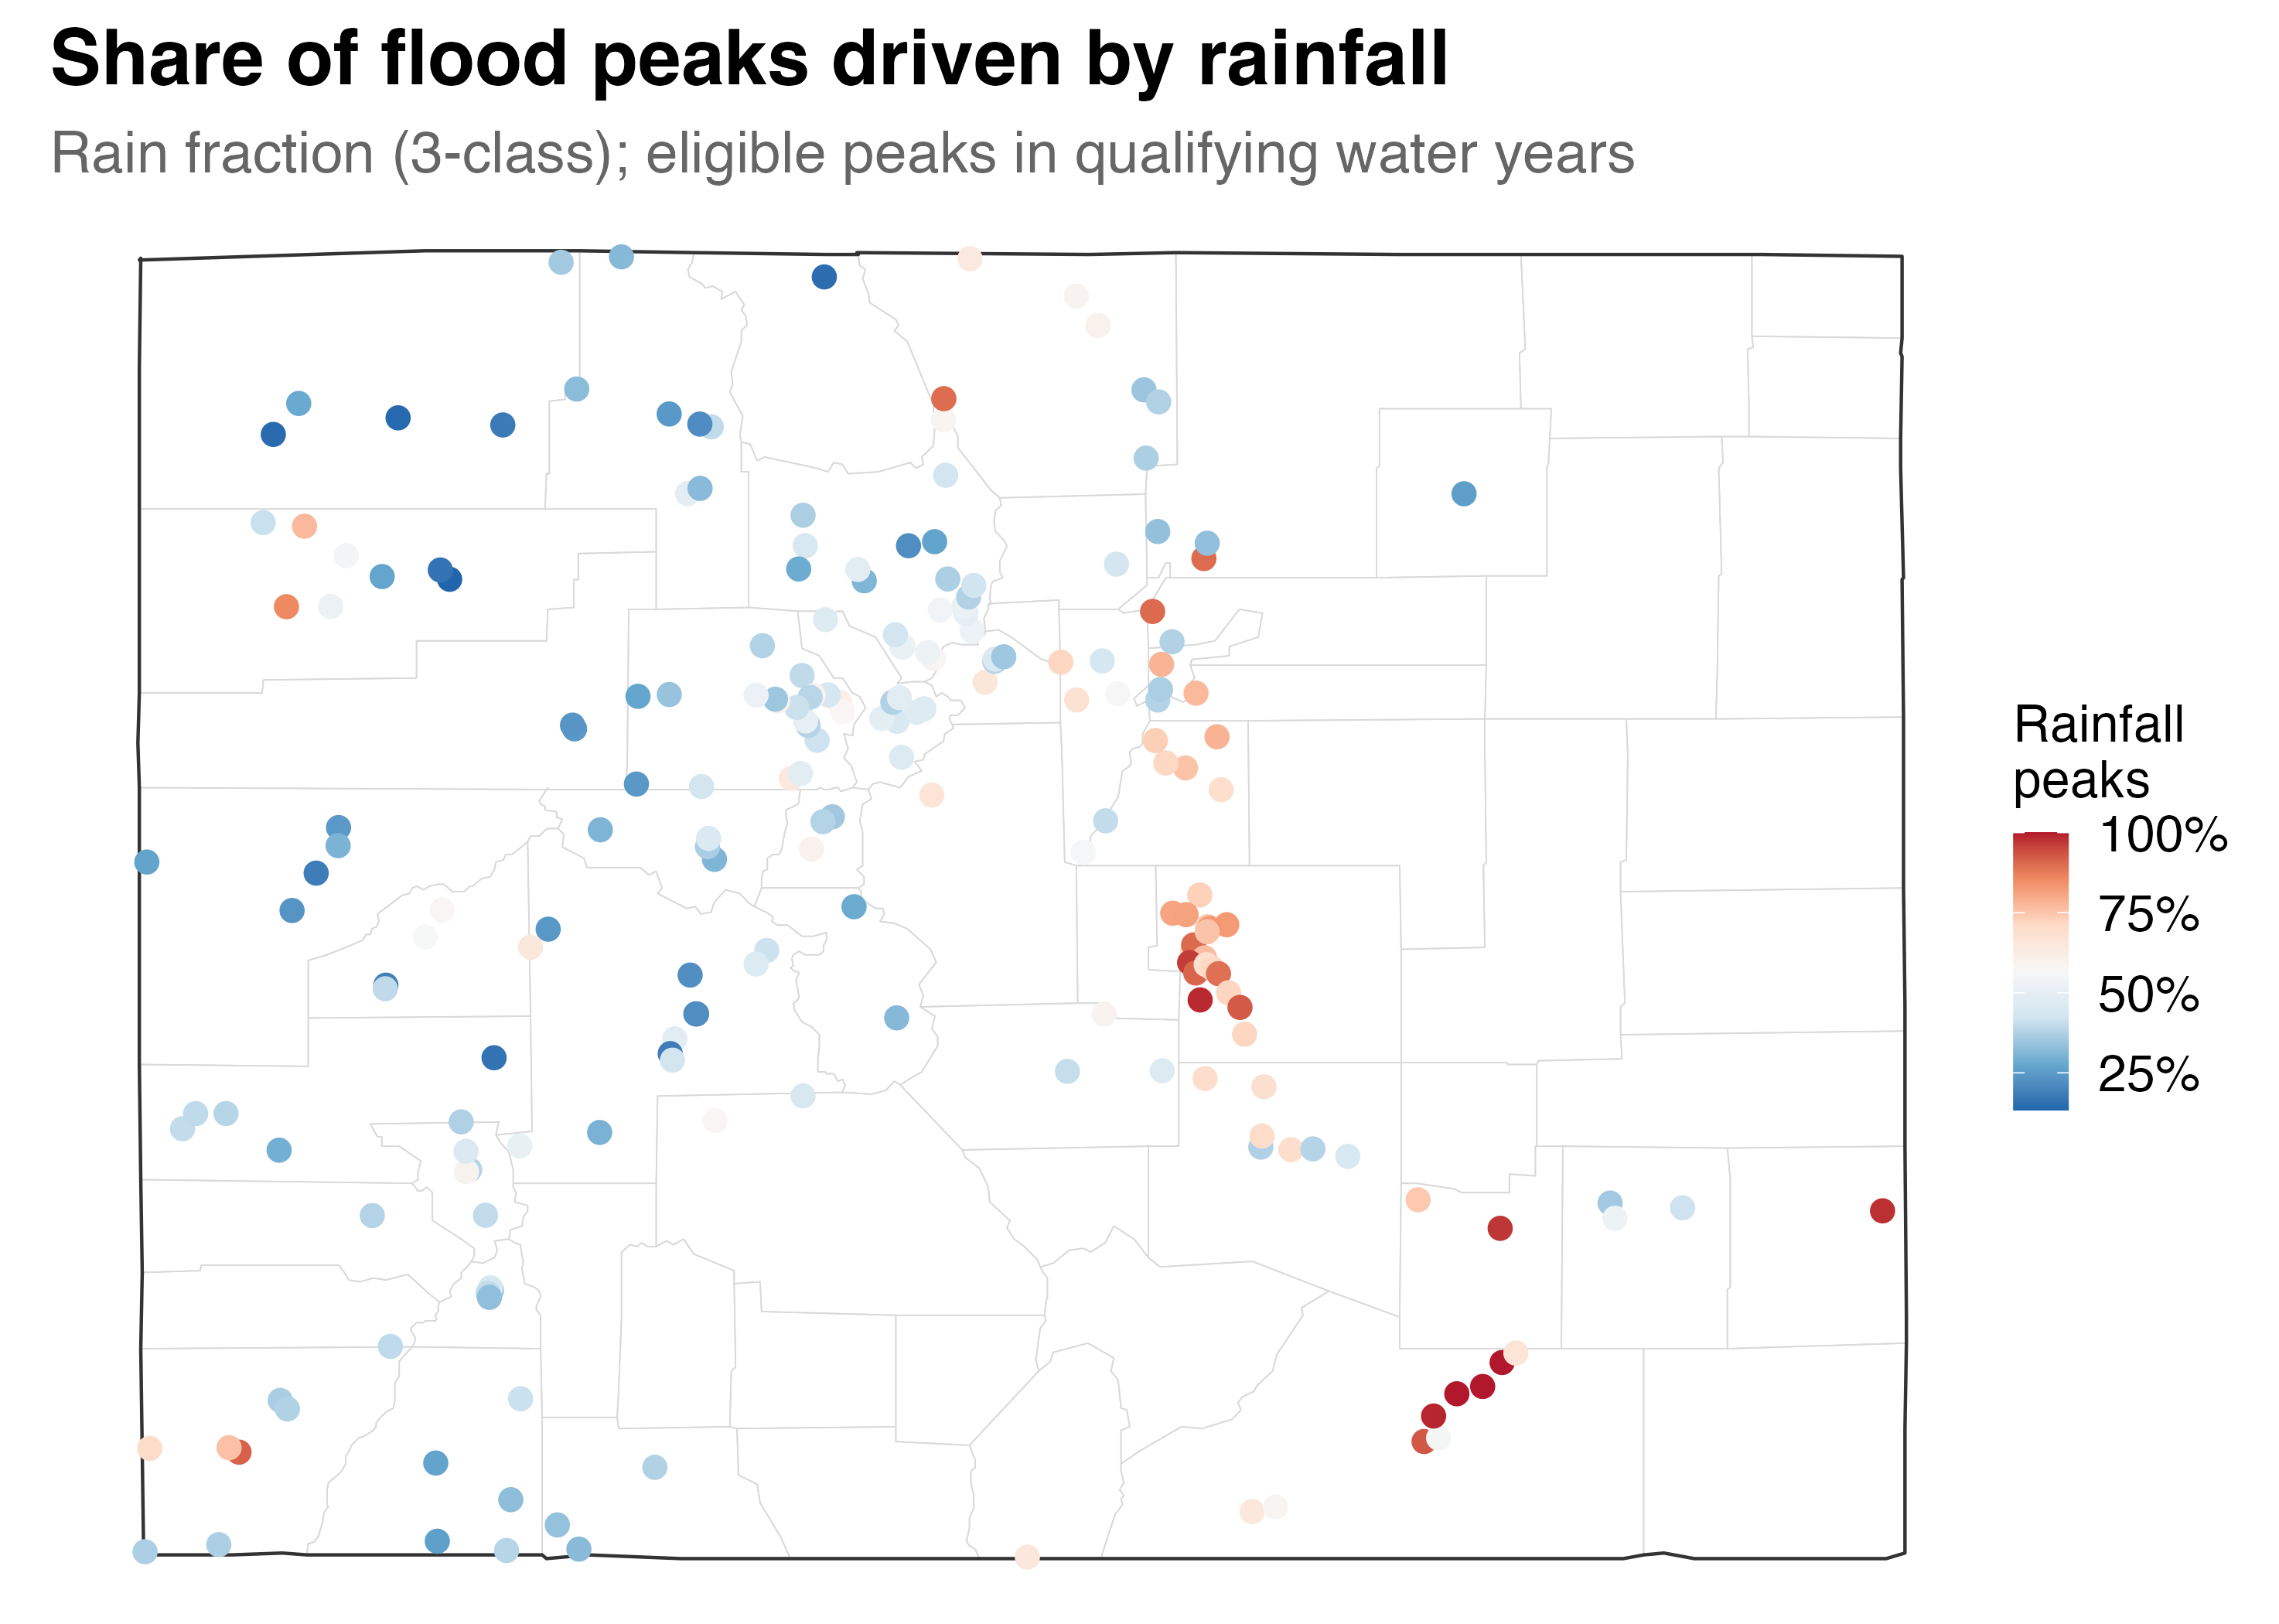 Share of flood peaks driven by rainfall
Rain fraction (3-class); eligible peaks in qualifying water years
Rainfall
peaks
100%
75%
50%
25%